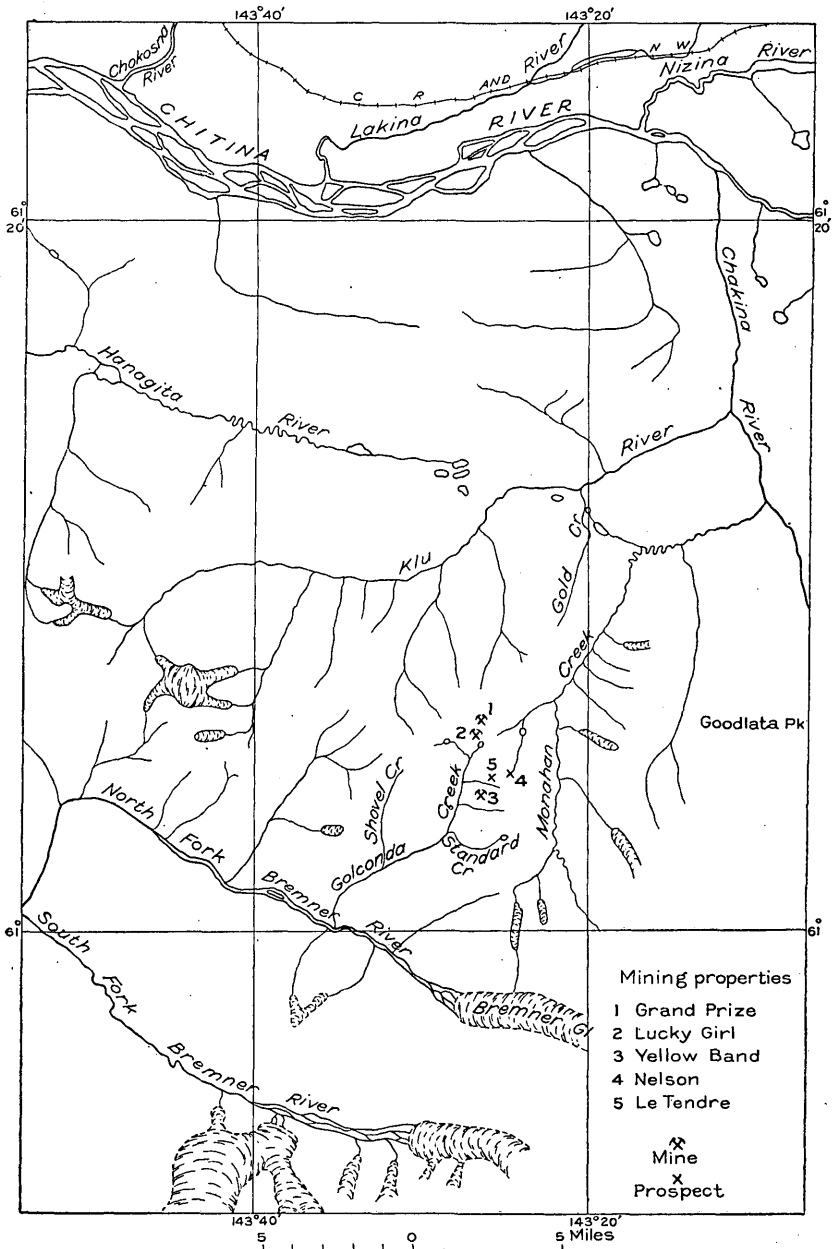 143°40′
143°20′
Chokosna
River
C R AND N W
River
Lakina
Nizina River
CHITINA
RIVER
61°
20′
61°
20′
Chakina
River
Hanagita
River
River
Klu
Gold Cr
Creek
Monahan
Goodlata Pk
1
2
5
4
3
Creek
Shovel Cr
Golconda
Standard
Cr
North
Fork
Bremner
River
61°
61°
South
Fork
Bremner
River
Bremner Gl
Mining properties
1 Grand Prize
2 Lucky Girl
3 Yellow Band
4 Nelson
5 Le Tendre
Mine
Prospect
143°40′
143°20′
5 0 5 Miles